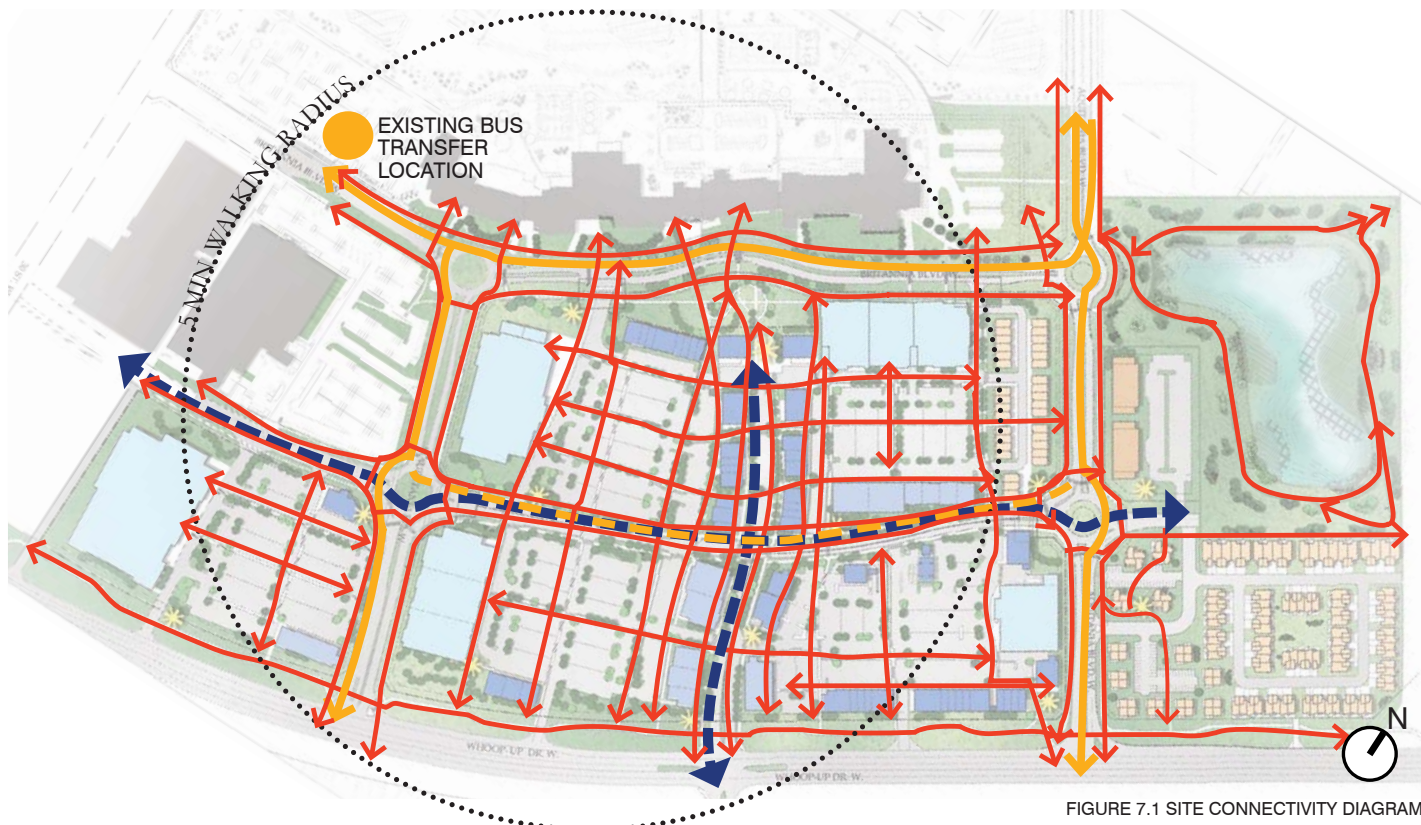 5 MIN WALKING RADIUS
EXISTING BUS
TRANSFER
LOCATION
BRITANNIA BLVD
WHOOP-UP DR. W.
WHOOP-UP DR. W.
N
FIGURE 7.1 SITE CONNECTIVITY DIAGRAM